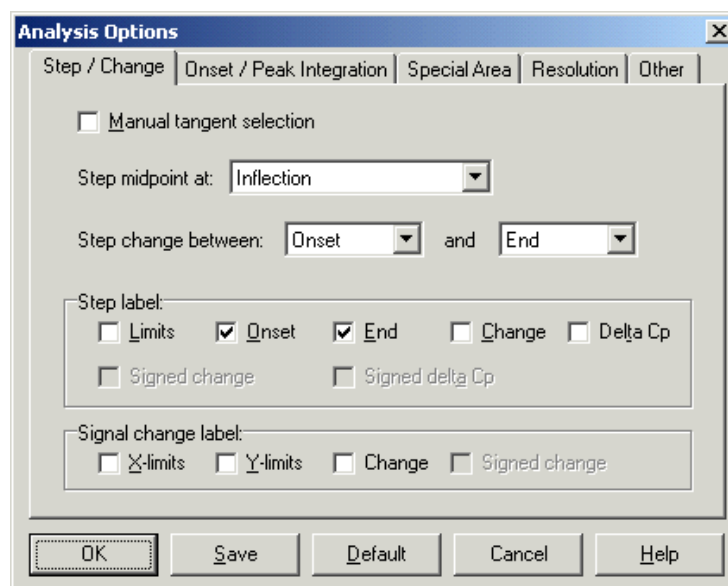 Analysis Options
Step / Change Onset / Peak Integration Special Area Resolution Other
Manual tangent selection
Step midpoint at: Inflection
Step change between: Onset and End
Step label:
Limits Onset End Change Delta Cp
Signed change Signed delta Cp
Signal change label:
X-limits Y-limits Change Signed change
OK Save Default Cancel Help